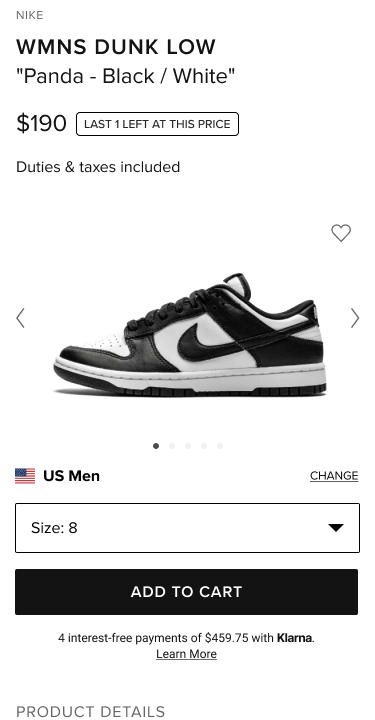 NIKE
WMNS DUNK LOW
"Panda - Black / White"
$190 LAST 1 LEFT AT THIS PRICE
Duties & taxes included
US Men CHANGE
Size: 8
ADD TO CART
4 interest-free payments of $459.75 with Klarna.
Learn More
PRODUCT DETAILS